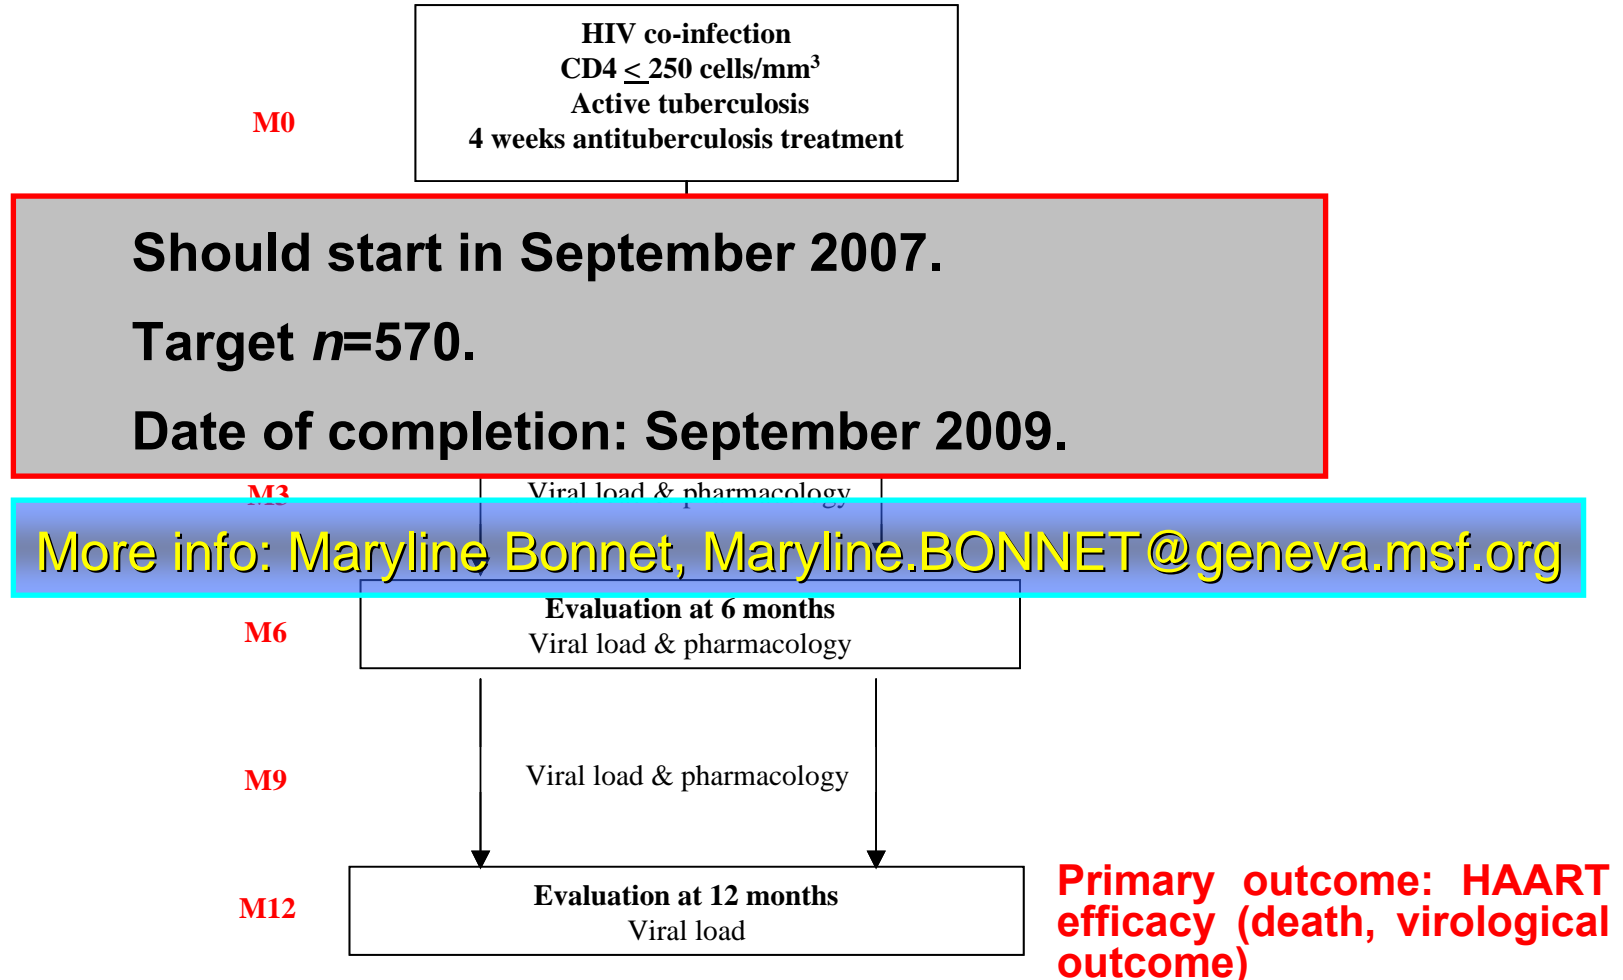 HIV co-infection
CD4 < 250 cells/mm³
Active tuberculosis
4 weeks antituberculosis treatment
M0
Should start in September 2007.
Target n=570.
Date of completion: September 2009.
M3
Viral load & pharmacology
More info: Maryline Bonnet, Maryline.BONNET@geneva.msf.org
Evaluation at 6 months
M6
Viral load & pharmacology
M9
Viral load & pharmacology
M12
Evaluation at 12 months
Viral load
Primary outcome: HAART
efficacy (death, virological
outcome)